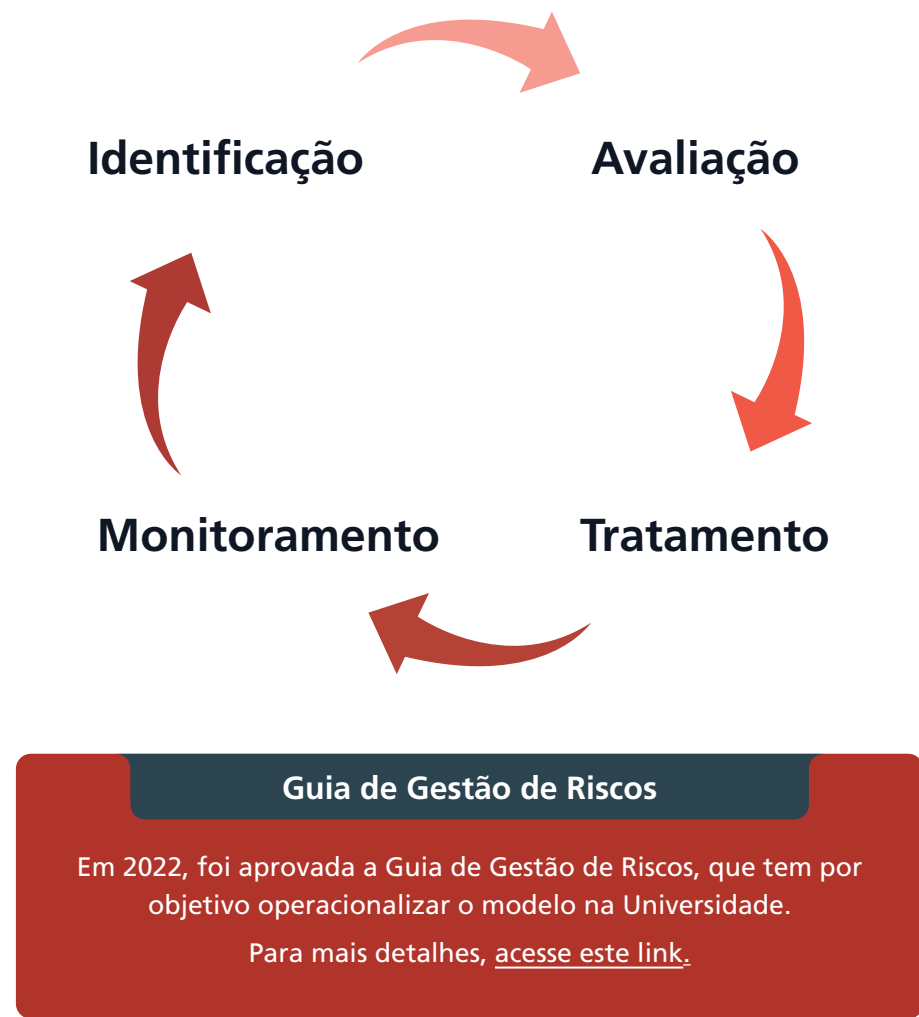 Identificação
Avaliação
Monitoramento
Tratamento
Guia de Gestão de Riscos
Em 2022, foi aprovada a Guia de Gestão de Riscos, que tem por
objetivo operacionalizar o modelo na Universidade.
Para mais detalhes, acesse este link.